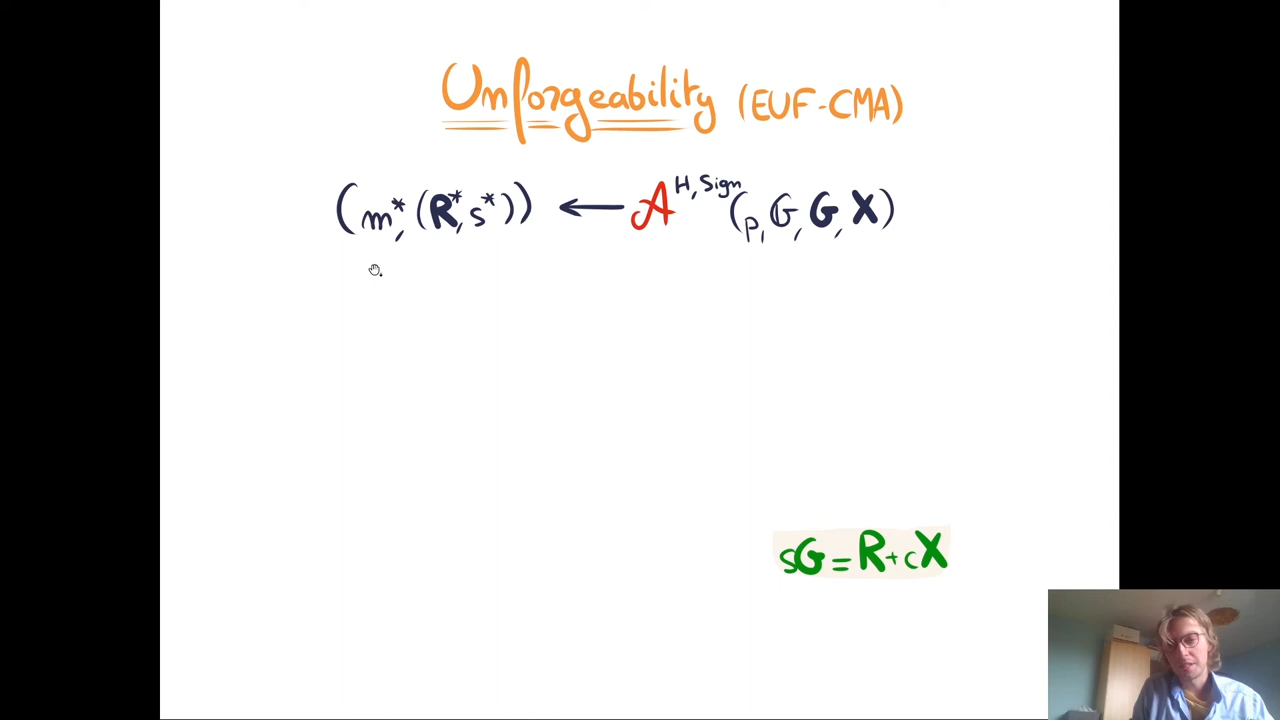 Unforgeability (EUF-CMA)
(m*, (R*, s*)) ← A^H, Sign (p, 𝔾, G, X)
sG = R + cX